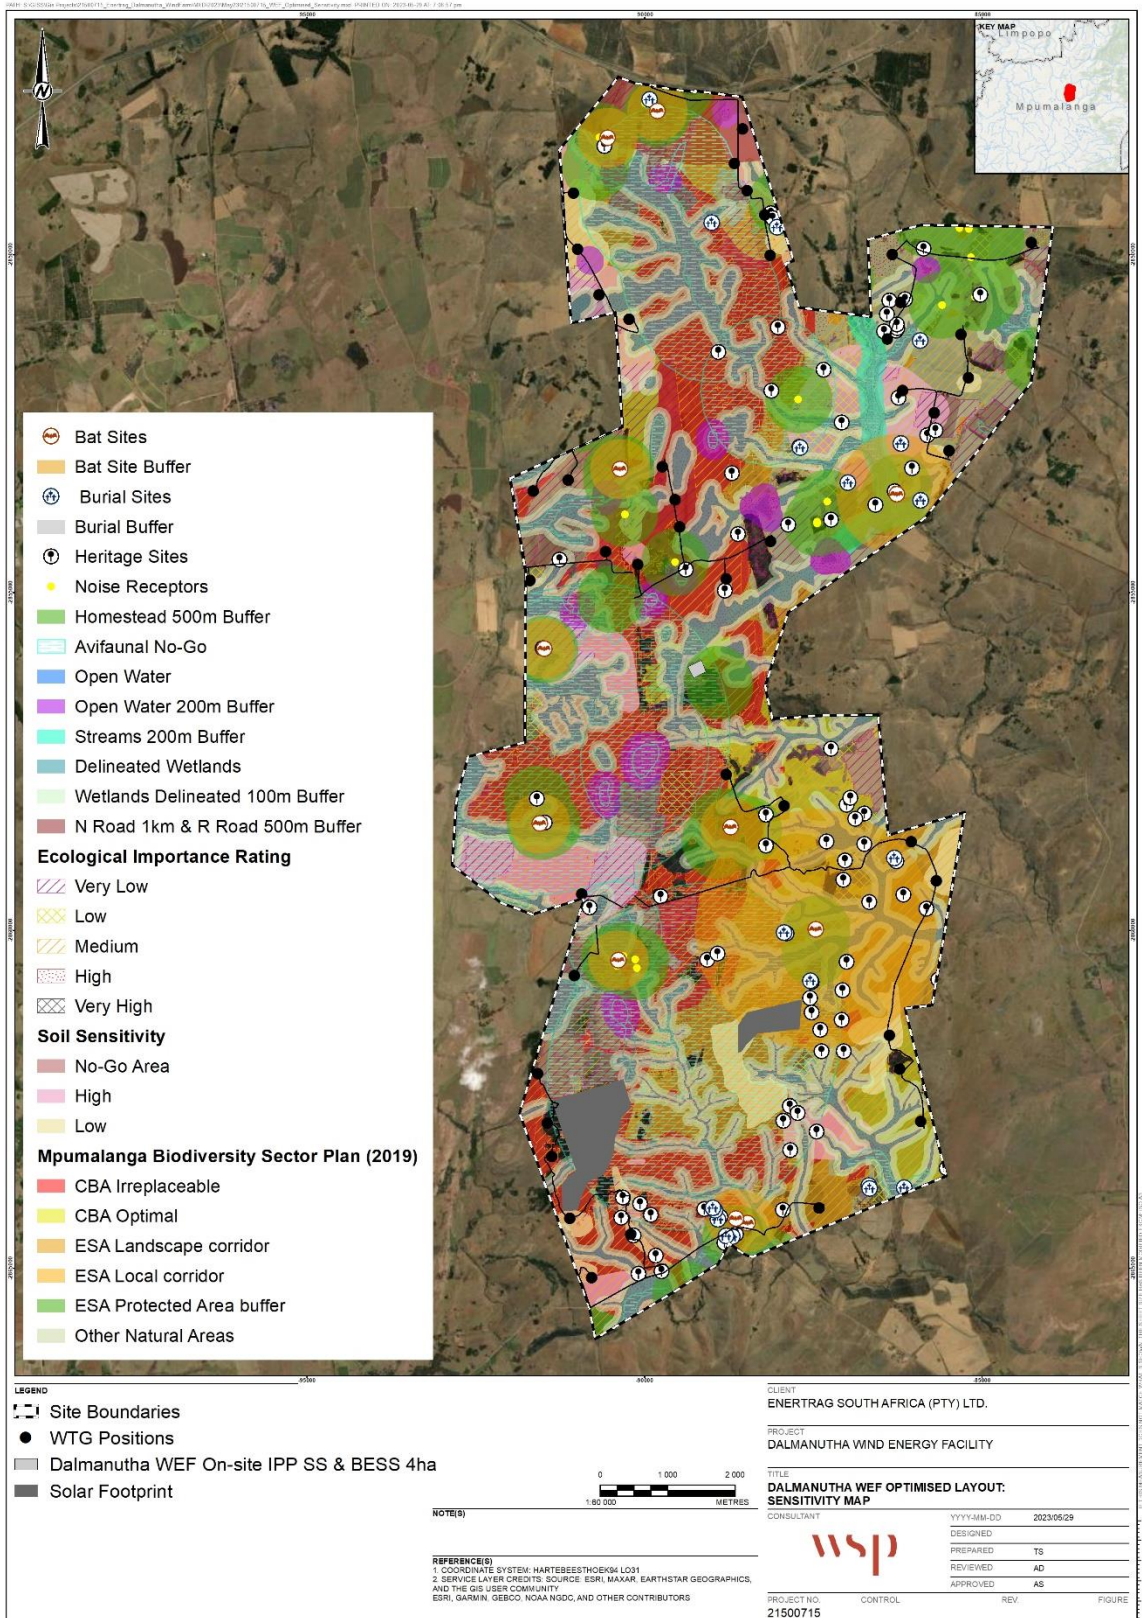 KEY MAP
Limpopo
Mpumalanga
N
Bat Sites
Bat Site Buffer
Burial Sites
Burial Buffer
Heritage Sites
Noise Receptors
Homestead 500m Buffer
Avifaunal No-Go
Open Water
Open Water 200m Buffer
Streams 200m Buffer
Delineated Wetlands
Wetlands Delineated 100m Buffer
N Road 1km & R Road 500m Buffer
Ecological Importance Rating
Very Low
Low
Medium
High
Very High
Soil Sensitivity
No-Go Area
High
Low
Mpumalanga Biodiversity Sector Plan (2019)
CBA Irreplaceable
CBA Optimal
ESA Landscape corridor
ESA Local corridor
ESA Protected Area buffer
Other Natural Areas
LEGEND
Site Boundaries
WTG Positions
Dalmanutha WEF On-site IPP SS & BESS 4ha
Solar Footprint
0 1 000 2 000
1:60 000 METRES
NOTE(S)
REFERENCE(S)
1. COORDINATE SYSTEM: HARTEBEESTHOEK94 LO31
2. SERVICE LAYER CREDITS: SOURCE: ESRI, MAXAR, EARTHSTAR GEOGRAPHICS,
AND THE GIS USER COMMUNITY
ESRI, GARMIN, GEBCO, NOAA NGDC, AND OTHER CONTRIBUTORS
CLIENT
ENERTRAG SOUTH AFRICA (PTY) LTD.
PROJECT
DALMANUTHA WIND ENERGY FACILITY
TITLE
DALMANUTHA WEF OPTIMISED LAYOUT:
SENSITIVITY MAP
CONSULTANT
wsp
YYYY-MM-DD 2023/05/29
DESIGNED
PREPARED TS
REVIEWED AD
APPROVED AS
PROJECT NO. CONTROL REV. FIGURE
21500715